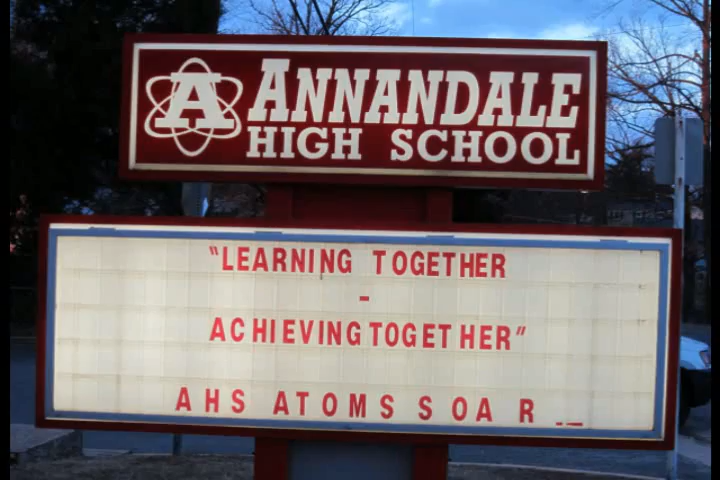 A ANNANDALE
HIGH SCHOOL
"LEARNING TOGETHER
-
ACHIEVING TOGETHER"
AHS ATOMS SOAR _ _